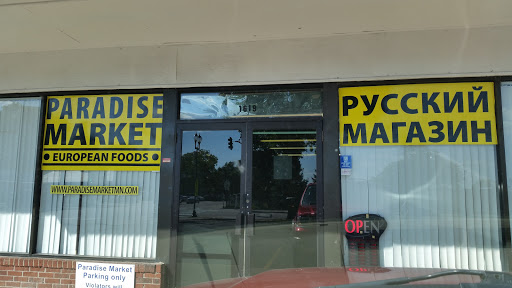 1619
PARADISE
MARKET
• EUROPEAN FOODS •
WWW.PARADISEMARKETMN.COM
РУССКИЙ
МАГАЗИН
OPEN
Paradise Market
Parking only
Violators will